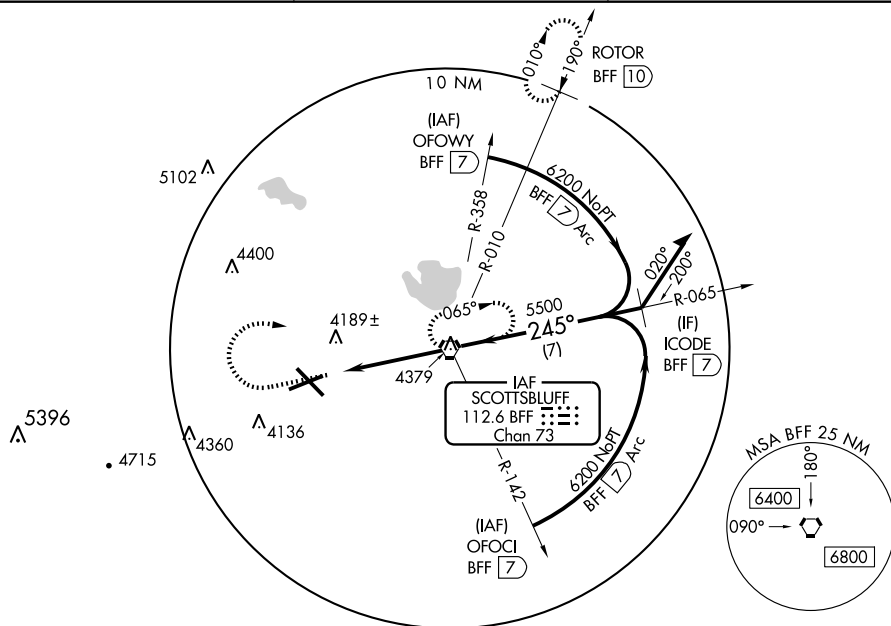 ROTOR
BFF 10
010°
190°
10 NM
(IAF)
OFOWY
BFF 7
5102
6200 NoPT
BFF 7 Arc
R-358
R-010
4400
020°
200°
R-065
065°
5500
245°
(7)
(IF)
ICODE
BFF 7
4189±
4379
IAF
SCOTTSBLUFF
112.6 BFF
Chan 73
5396
4360
4136
4715
R-142
6200 NoPT
BFF 7 Arc
(IAF)
OFOCI
BFF 7
MSA BFF 25 NM
180°
6400
090°
6800